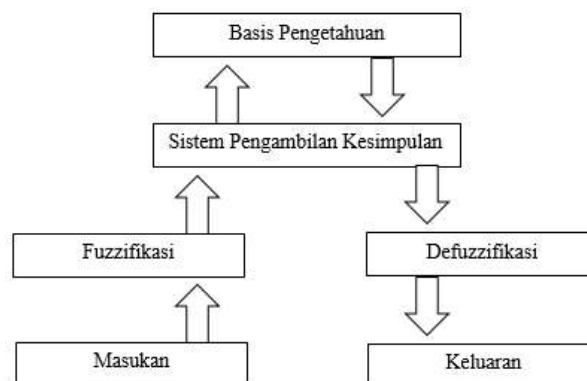 Basis Pengetahuan
Sistem Pengambilan Kesimpulan
Fuzzifikasi
Defuzzifikasi
Masukan
Keluaran